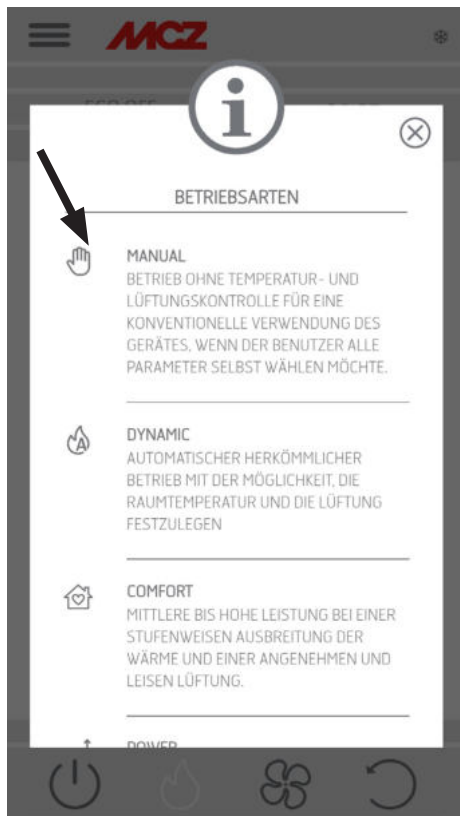 MCZ
BETRIEBSARTEN
MANUAL
BETRIEB OHNE TEMPERATUR- UND
LÜFTUNGSKONTROLLE FÜR EINE
KONVENTIONELLE VERWENDUNG DES
GERÄTES, WENN DER BENUTZER ALLE
PARAMETER SELBST WÄHLEN MÖCHTE.
DYNAMIC
AUTOMATISCHER HERKÖMMLICHER
BETRIEB MIT DER MÖGLICHKEIT, DIE
RAUMTEMPERATUR UND DIE LÜFTUNG
FESTZULEGEN
COMFORT
MITTLERE BIS HOHE LEISTUNG BEI EINER
STUFENWEISEN AUSBREITUNG DER
WÄRME UND EINER ANGENEHMEN UND
LEISEN LÜFTUNG.
POWER